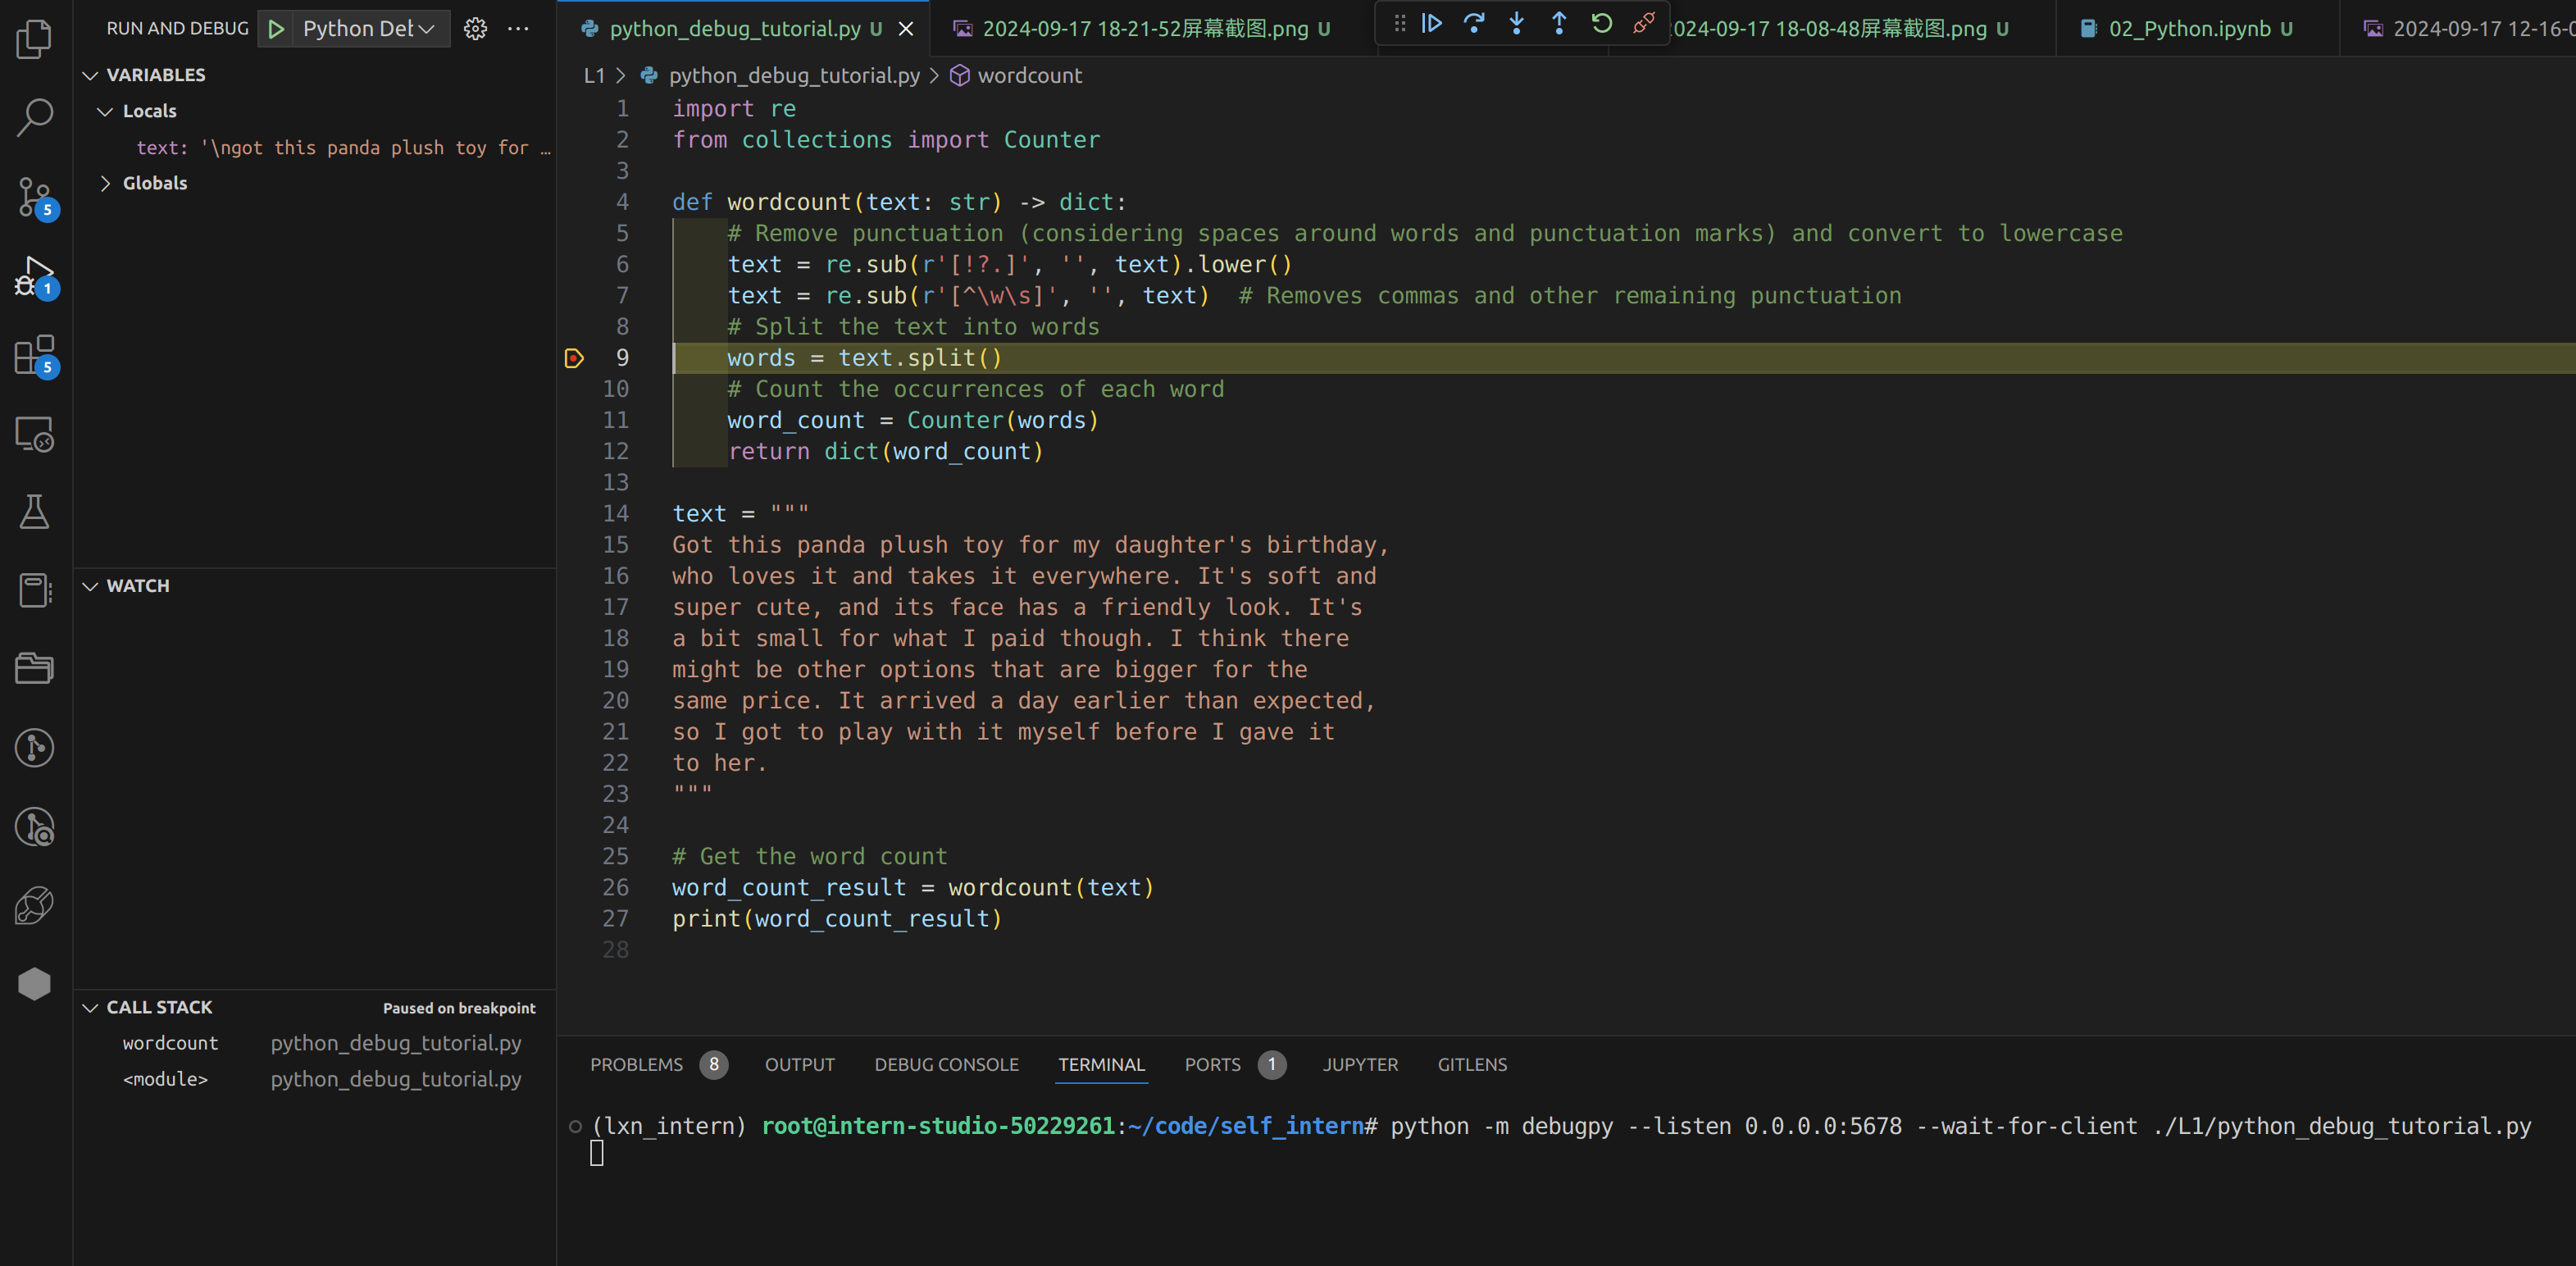 RUN AND DEBUG
Python Det
python_debug_tutorial.py U
2024-09-17 18-21-52屏幕截图.png U
024-09-17 18-08-48屏幕截图.png U
02_Python.ipynb U
2024-09-17 12-16-0
VARIABLES
Locals
text: '\ngot this panda plush toy for …
Globals
5
1
5
WATCH
CALL STACK
Paused on breakpoint
wordcount python_debug_tutorial.py
<module> python_debug_tutorial.py
L1 > python_debug_tutorial.py > wordcount
1 import re
2 from collections import Counter
3
4 def wordcount(text: str) -> dict:
5     # Remove punctuation (considering spaces around words and punctuation marks) and convert to lowercase
6     text = re.sub(r'[!?.]', '', text).lower()
7     text = re.sub(r'[^\w\s]', '', text)  # Removes commas and other remaining punctuation
8     # Split the text into words
9     words = text.split()
10     # Count the occurrences of each word
11     word_count = Counter(words)
12     return dict(word_count)
13
14 text = """
15 Got this panda plush toy for my daughter's birthday,
16 who loves it and takes it everywhere. It's soft and
17 super cute, and its face has a friendly look. It's
18 a bit small for what I paid though. I think there
19 might be other options that are bigger for the
20 same price. It arrived a day earlier than expected,
21 so I got to play with it myself before I gave it
22 to her.
23 """
24
25 # Get the word count
26 word_count_result = wordcount(text)
27 print(word_count_result)
28
PROBLEMS 8 OUTPUT DEBUG CONSOLE TERMINAL PORTS 1 JUPYTER GITLENS
(lxn_intern) root@intern-studio-50229261:~/code/self_intern# python -m debugpy --listen 0.0.0.0:5678 --wait-for-client ./L1/python_debug_tutorial.py